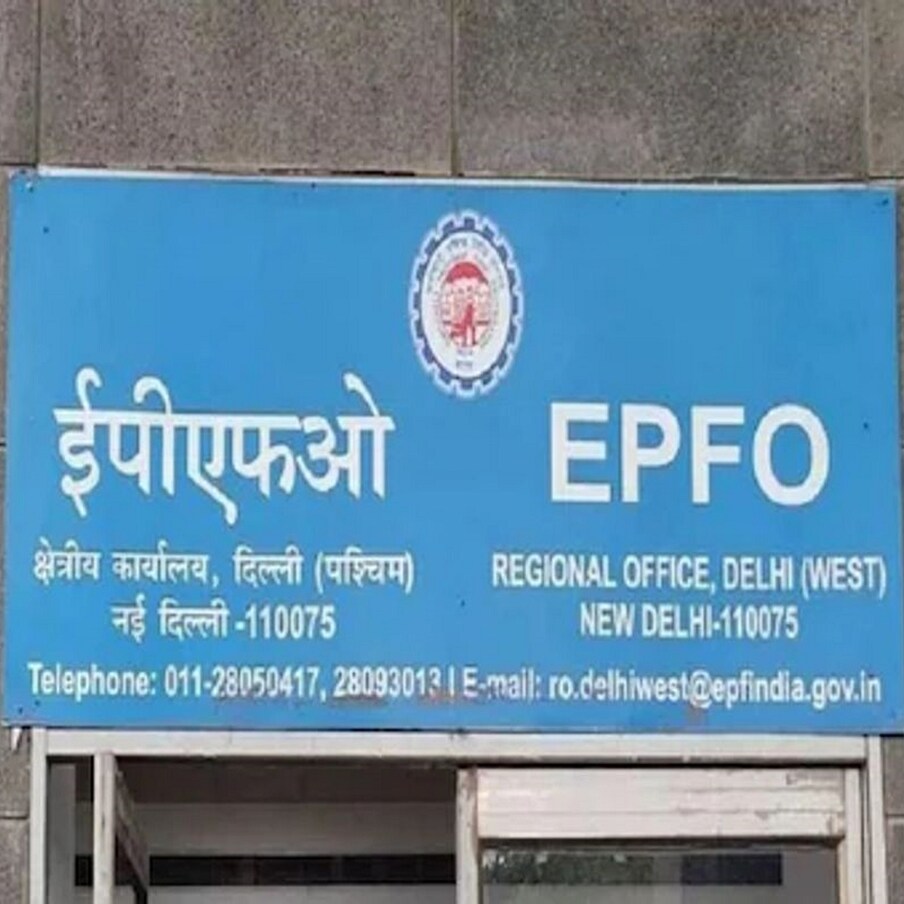 ईपीएफओ
क्षेत्रीय कार्यालय, दिल्ली (पश्चिम)
नई दिल्ली -110075
EPFO
REGIONAL OFFICE, DELHI (WEST)
NEW DELHI-110075
Telephone: 011-28050417, 28093013 | E-mail: ro.delhiwest@epfindia.gov.in